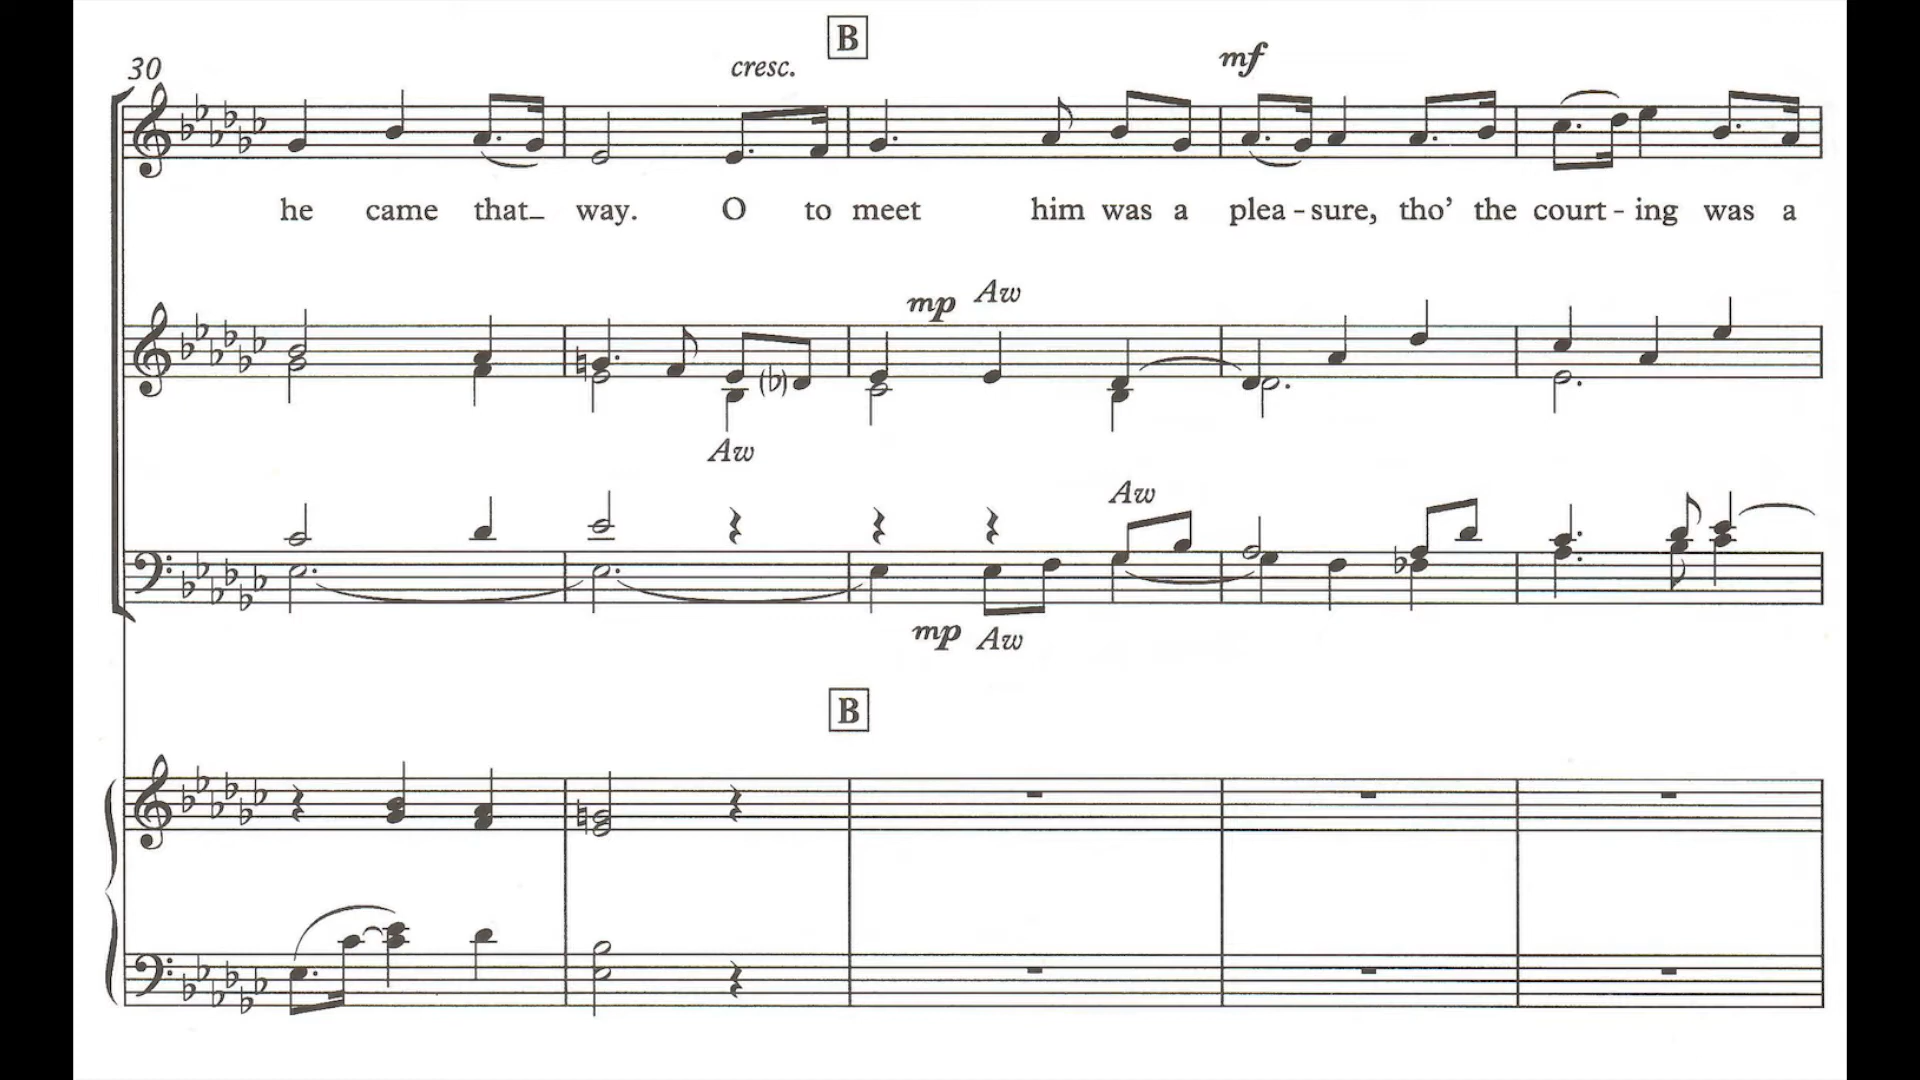 B
30 cresc. mf
he came that_ way. O to meet him was a plea - sure, tho' the court - ing was a
mp Aw
(b)
Aw
Aw
mp Aw
B